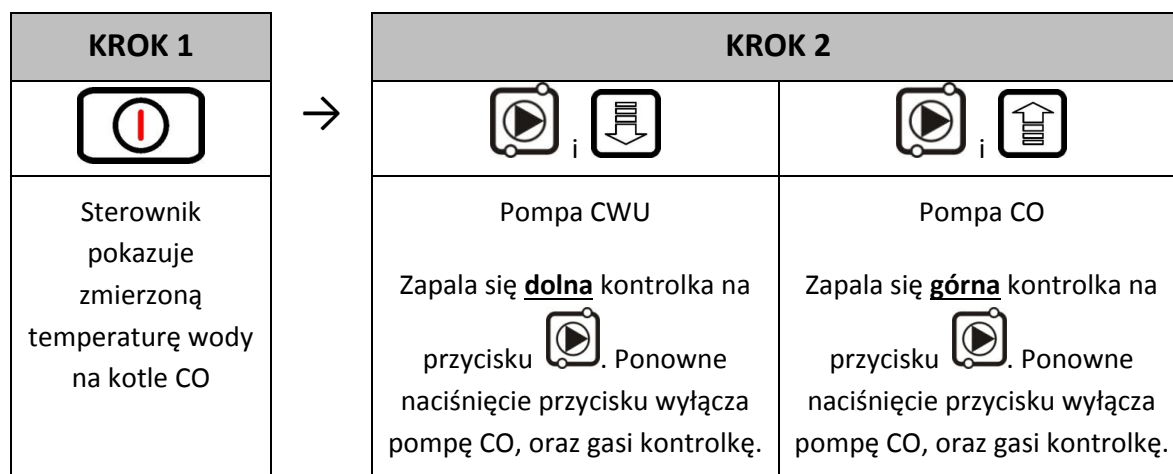 KROK 1
→
KROK 2
i
i
Sterownik
pokazuje
zmierzoną
temperaturę wody
na kotle CO
Pompa CWU
Zapala się dolna kontrolka na
przycisku . Ponowne
naciśnięcie przycisku wyłącza
pompę CO, oraz gasi kontrolkę.
Pompa CO
Zapala się górna kontrolka na
przycisku . Ponowne
naciśnięcie przycisku wyłącza
pompę CO, oraz gasi kontrolkę.